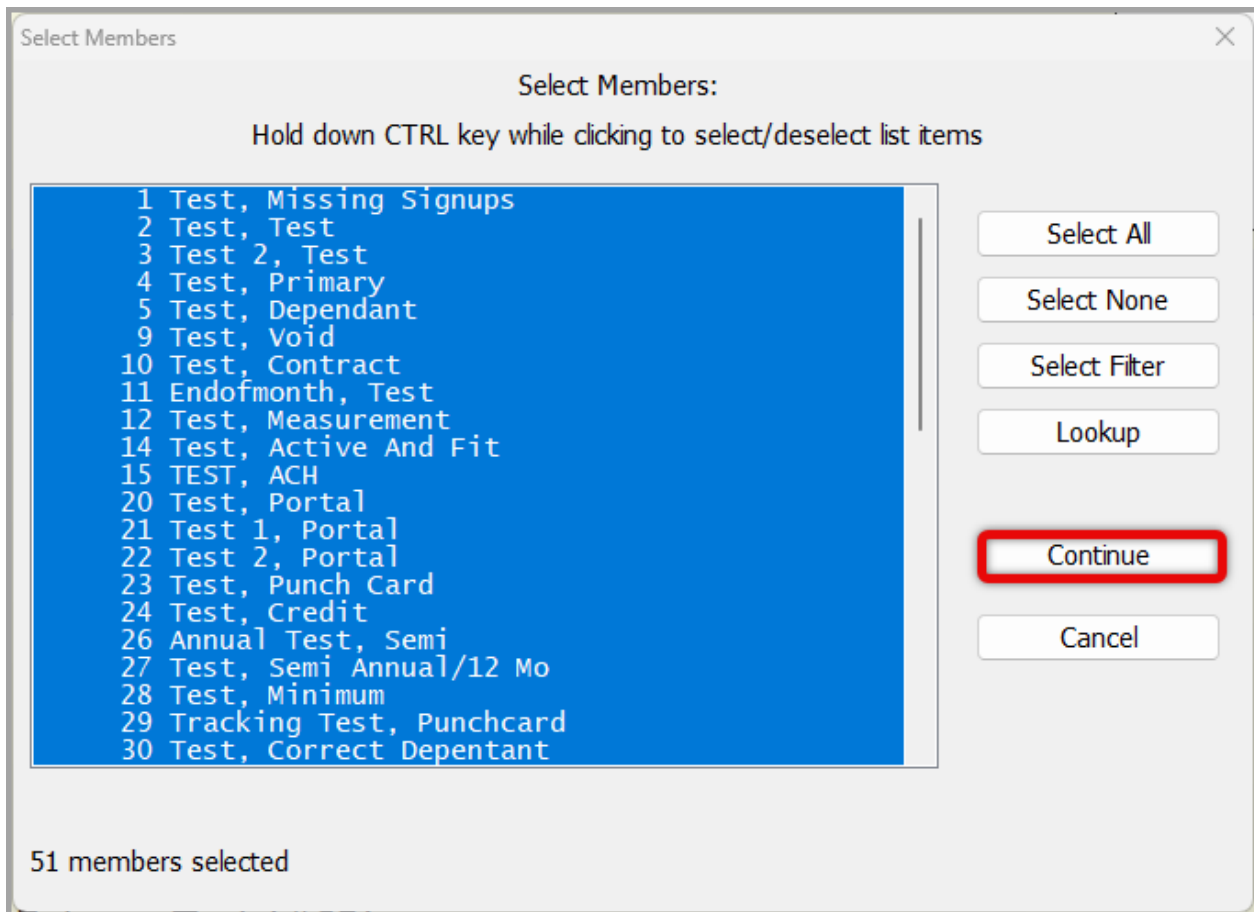 Select Members
Select Members:
Hold down CTRL key while clicking to select/deselect list items
1 Test, Missing Signups
2 Test, Test
3 Test 2, Test
4 Test, Primary
5 Test, Dependant
9 Test, Void
10 Test, Contract
11 Endofmonth, Test
12 Test, Measurement
14 Test, Active And Fit
15 TEST, ACH
20 Test, Portal
21 Test 1, Portal
22 Test 2, Portal
23 Test, Punch Card
24 Test, Credit
26 Annual Test, Semi
27 Test, Semi Annual/12 Mo
28 Test, Minimum
29 Tracking Test, Punchcard
30 Test, Correct Depentant
Select All
Select None
Select Filter
Lookup
Continue
Cancel
51 members selected